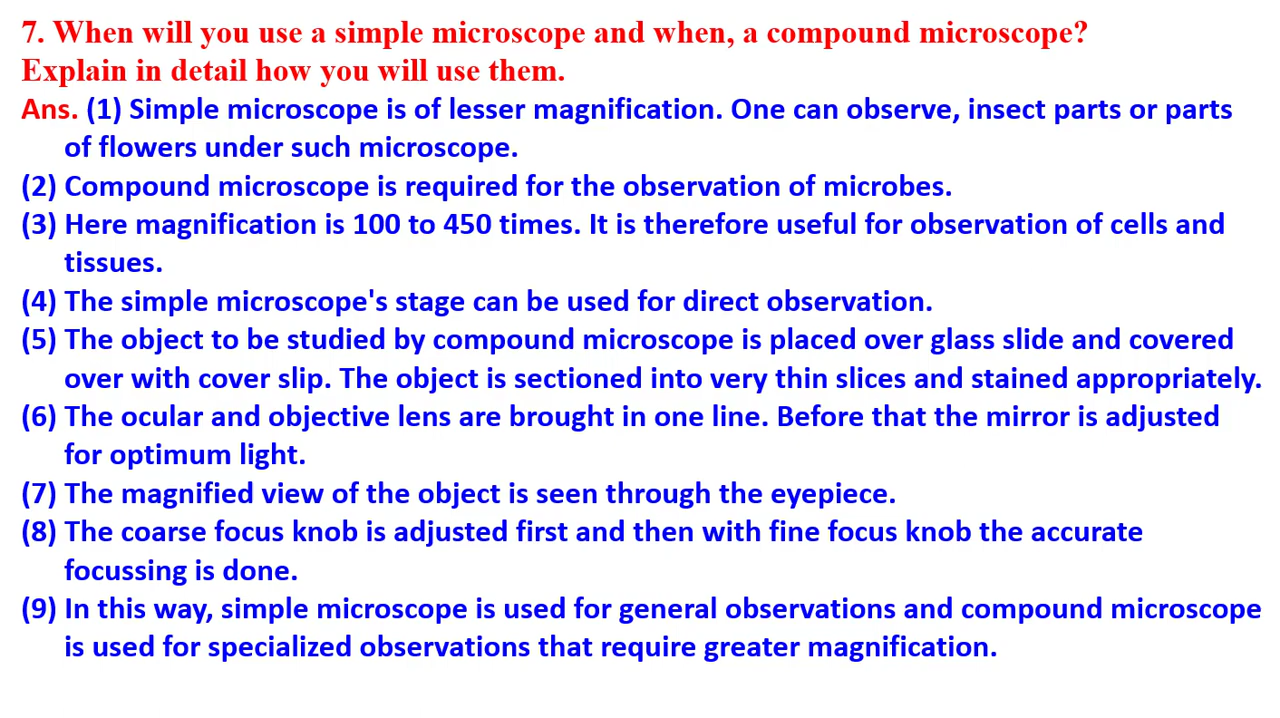 7. When will you use a simple microscope and when, a compound microscope?
Explain in detail how you will use them.
Ans. (1) Simple microscope is of lesser magnification. One can observe, insect parts or parts
of flowers under such microscope.
(2) Compound microscope is required for the observation of microbes.
(3) Here magnification is 100 to 450 times. It is therefore useful for observation of cells and
tissues.
(4) The simple microscope's stage can be used for direct observation.
(5) The object to be studied by compound microscope is placed over glass slide and covered
over with cover slip. The object is sectioned into very thin slices and stained appropriately.
(6) The ocular and objective lens are brought in one line. Before that the mirror is adjusted
for optimum light.
(7) The magnified view of the object is seen through the eyepiece.
(8) The coarse focus knob is adjusted first and then with fine focus knob the accurate
focussing is done.
(9) In this way, simple microscope is used for general observations and compound microscope
is used for specialized observations that require greater magnification.